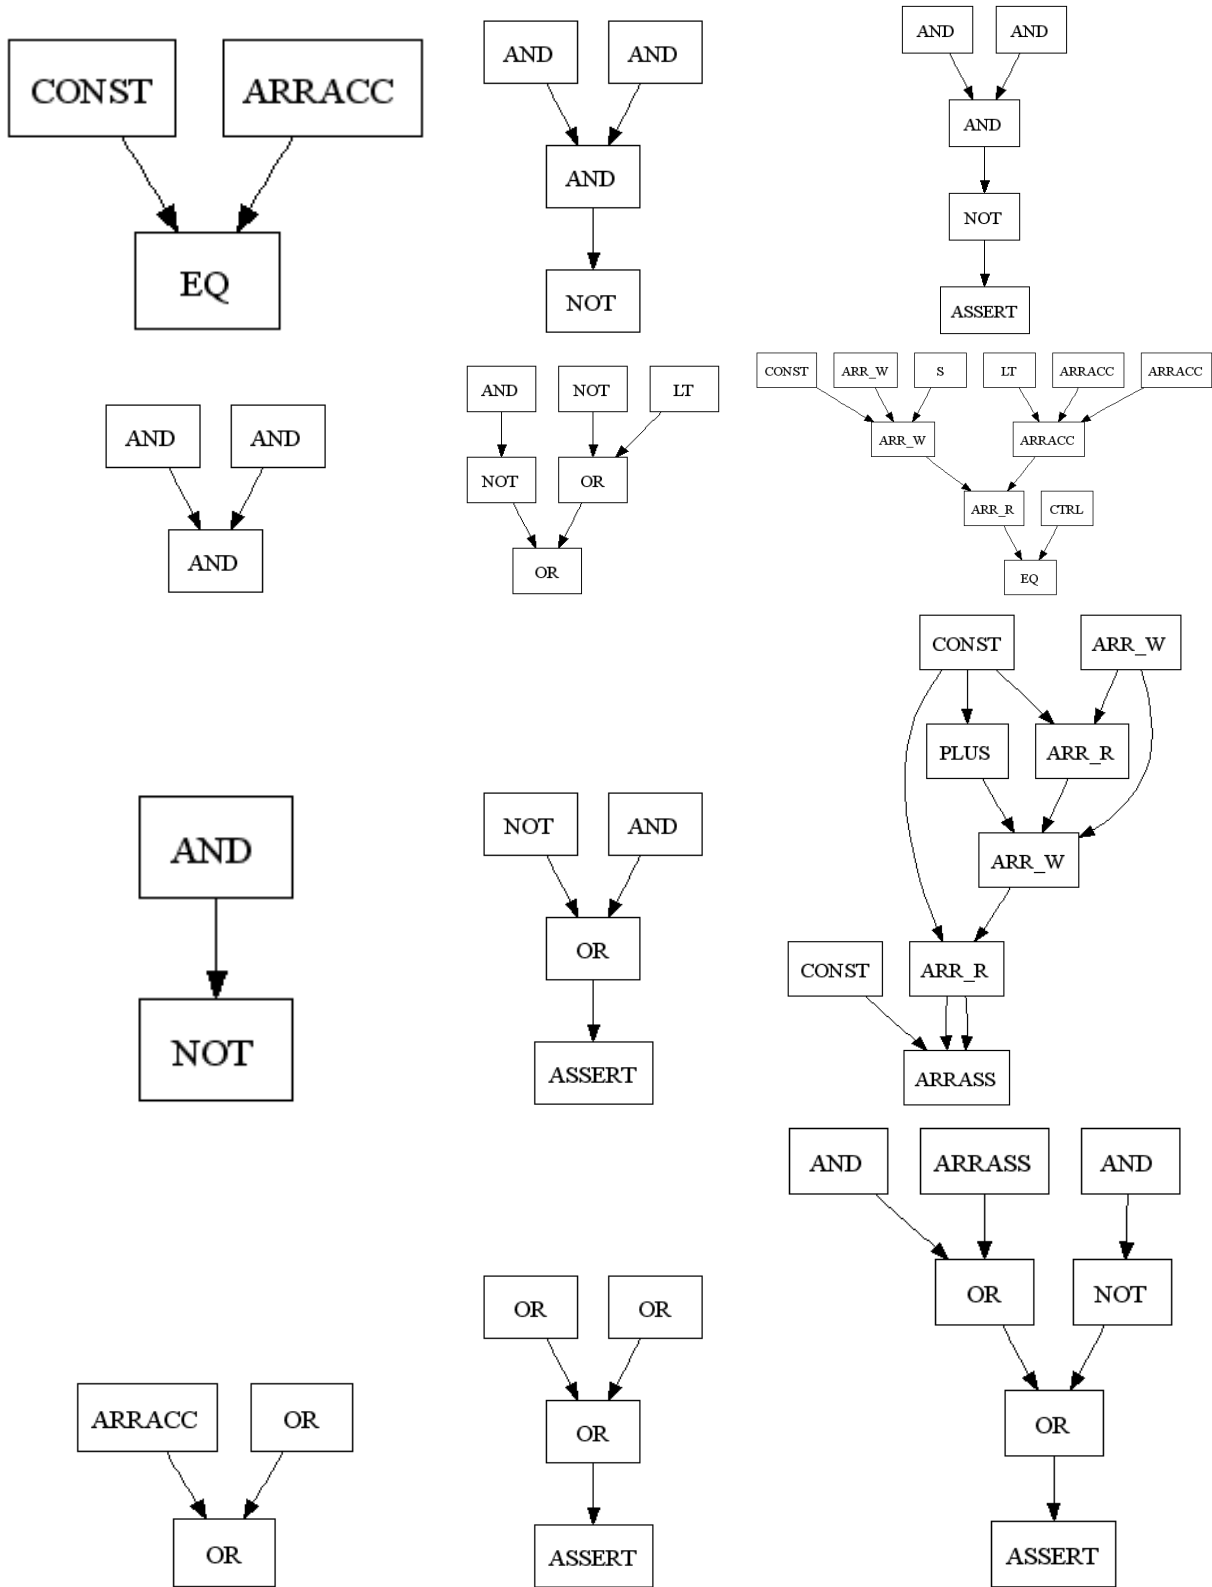 CONST ARRACC
EQ
AND AND
AND
NOT
AND AND
AND
NOT
ASSERT
AND AND
AND
AND NOT LT
NOT OR
OR
CONST ARR_W S LT ARRACC ARRACC
ARR_W ARRACC
ARR_R CTRL
EQ
AND
NOT
NOT AND
OR
ASSERT
CONST ARR_W
PLUS ARR_R
ARR_W
CONST ARR_R
ARRASS
ARRACC OR
OR
OR OR
OR
ASSERT
AND ARRASS AND
OR NOT
OR
ASSERT